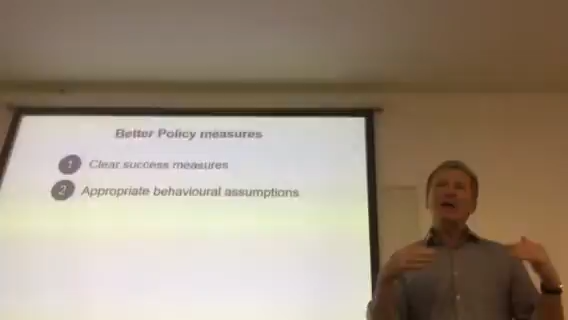 Better Policy measures
1 Clear success measures
2 Appropriate behavioural assumptions